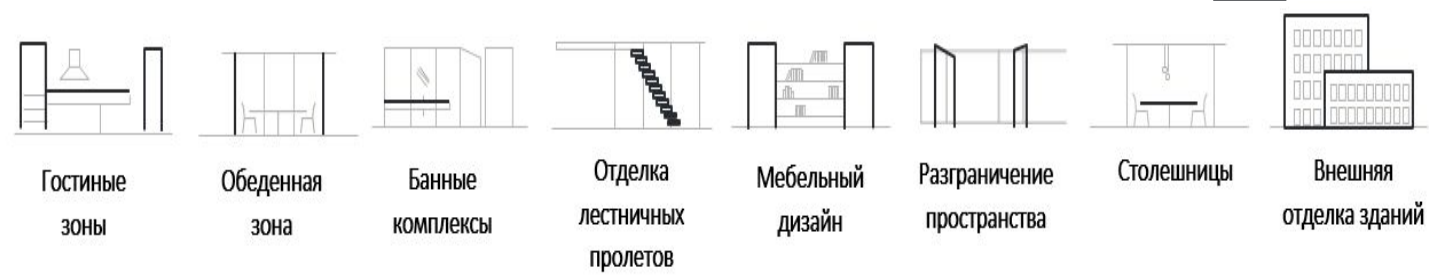 Гостиные
зоны
Обеденная
зона
Банные
комплексы
Отделка
лестничных
пролетов
Мебельный
дизайн
Разграничение
пространства
Столешницы
Внешняя
отделка зданий